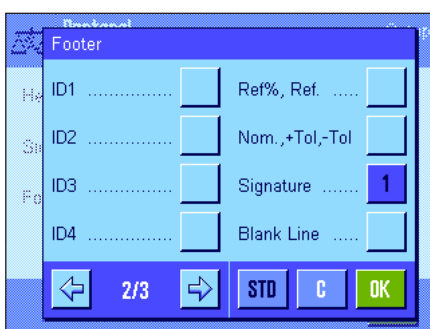 Footer
ID1 ............... Ref%, Ref. .....
ID2 ............... Nom.,+Tol,-Tol
ID3 ............... Signature ....... 1
ID4 ............... Blank Line .....
2/3 STD C OK